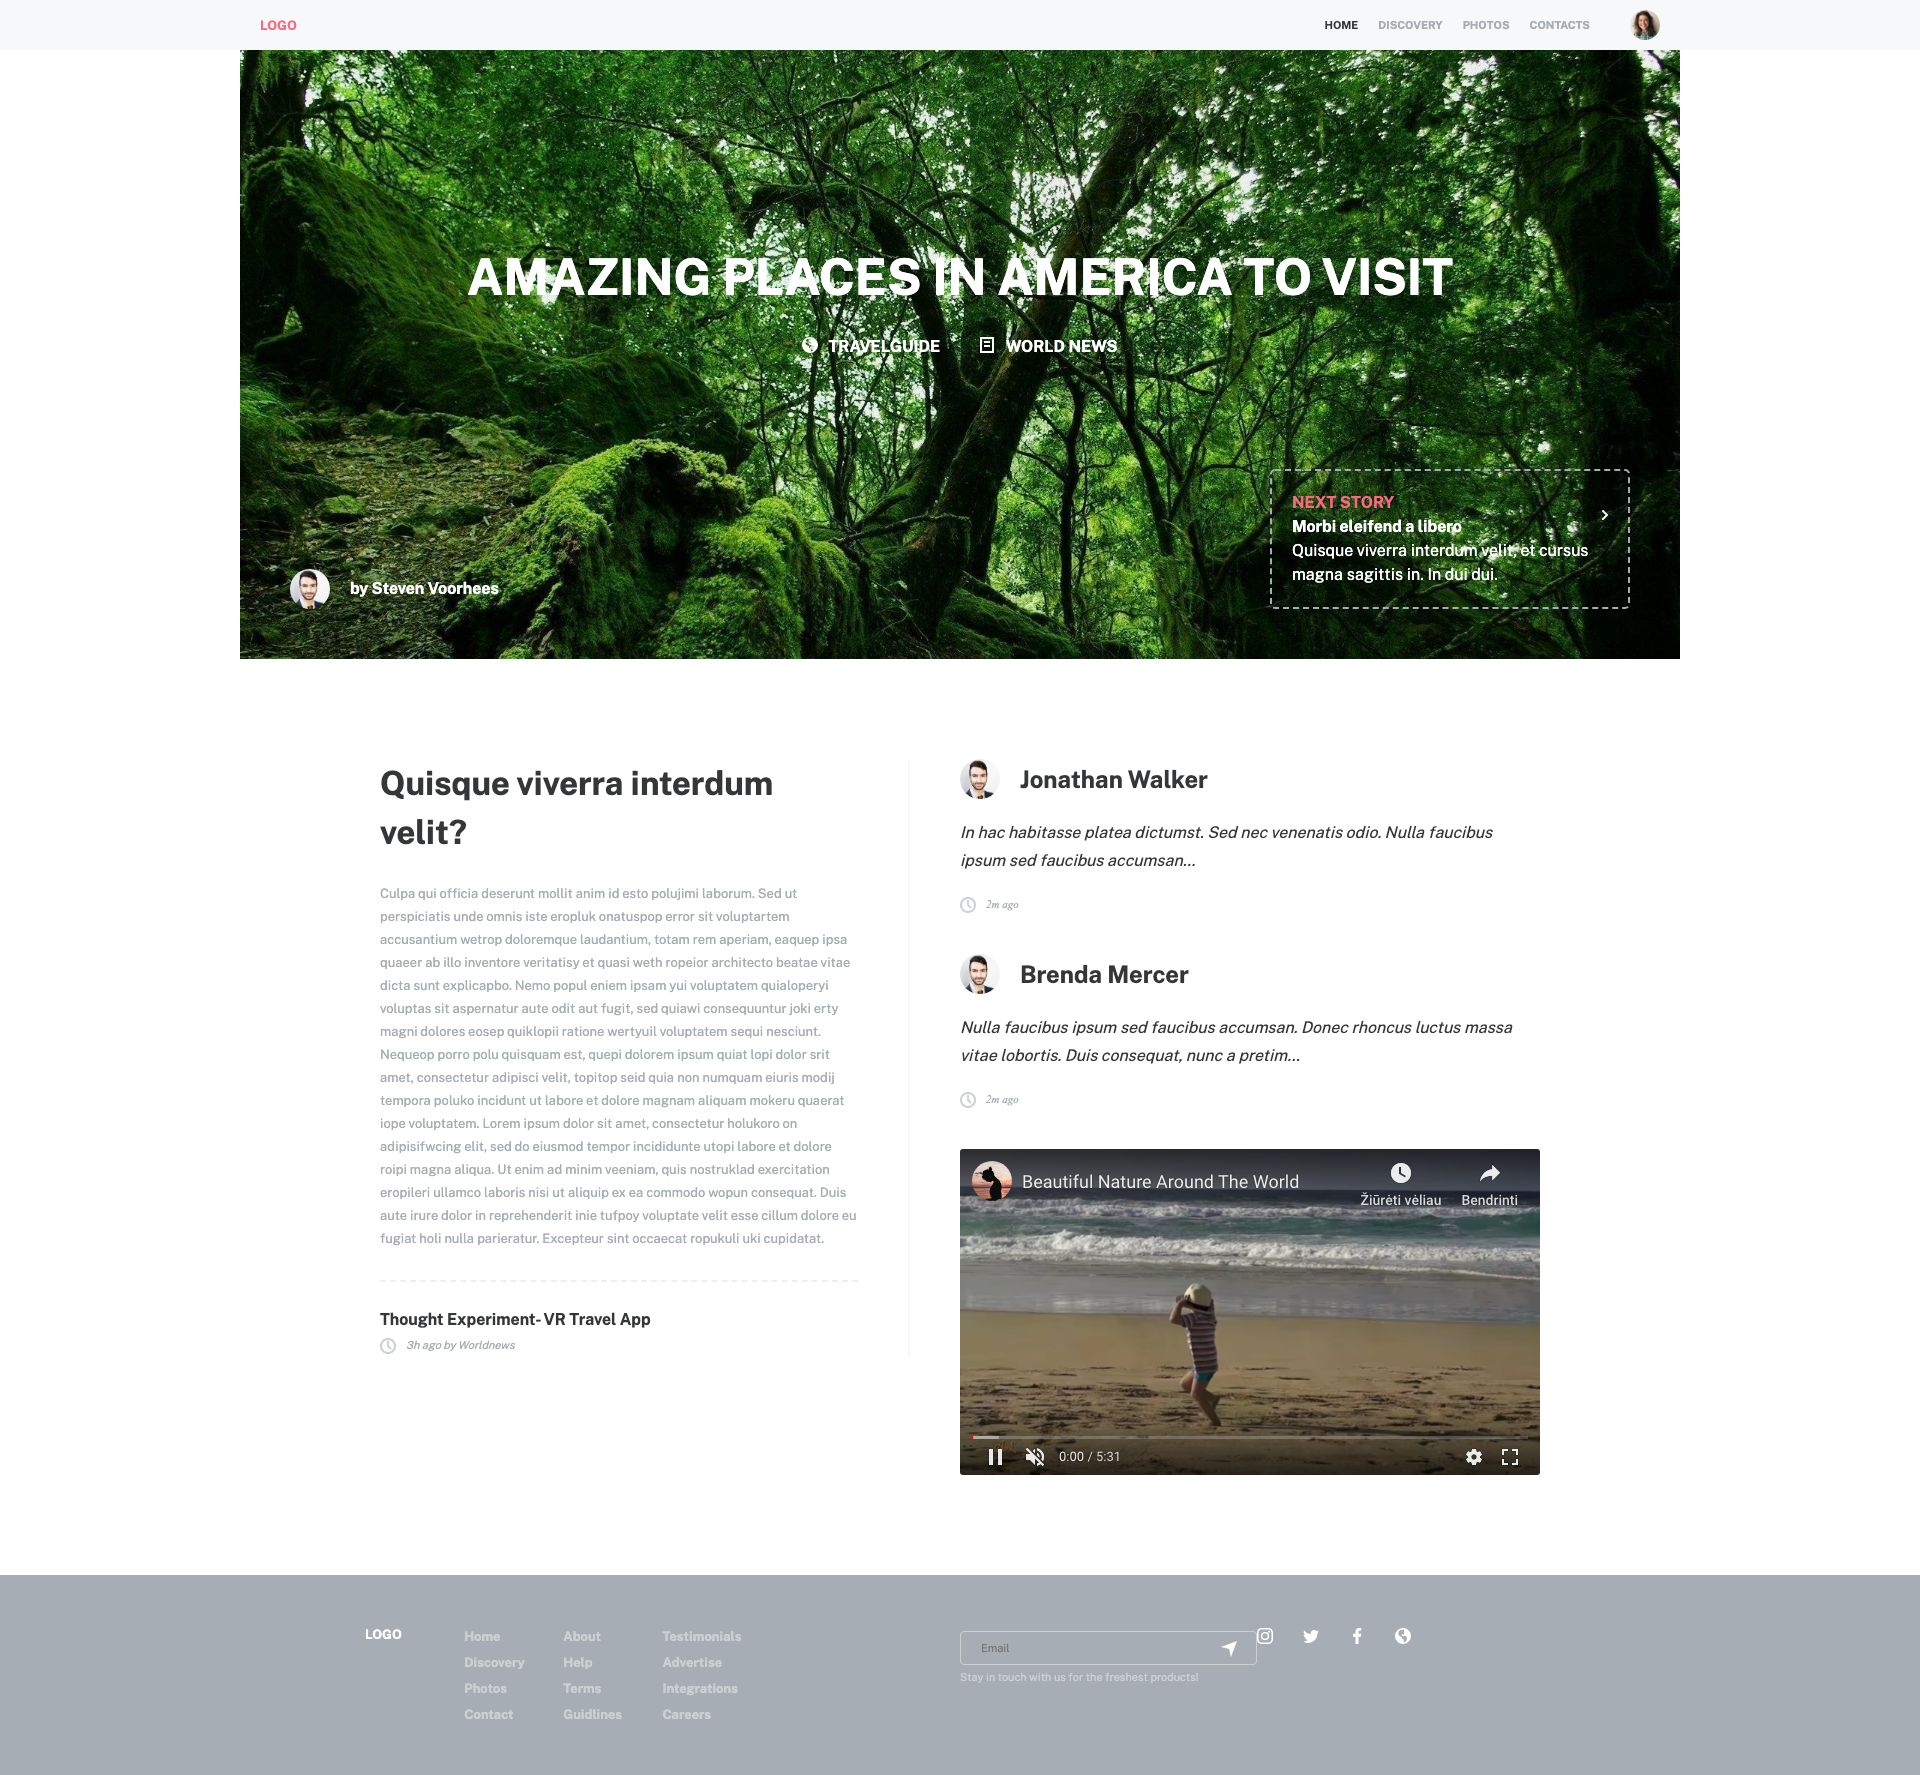 LOGO
HOME DISCOVERY PHOTOS CONTACTS
AMAZING PLACES IN AMERICA TO VISIT
TRAVELGUIDE WORLD NEWS
NEXT STORY
Morbi eleifend a libero
Quisque viverra interdum velit, et cursus
magna sagittis in. In dui dui.
by Steven Voorhees
Quisque viverra interdum
velit?
Culpa qui officia deserunt mollit anim id esto polujimi laborum. Sed ut
perspiciatis unde omnis iste eropluk onatuspop error sit voluptartem
accusantium wetrop doloremque laudantium, totam rem aperiam, eaquep ipsa
quaeer ab illo inventore veritatisy et quasi weth ropeior architecto beatae vitae
dicta sunt explicapbo. Nemo popul eniem ipsam yui voluptatem quialoperyi
voluptas sit aspernatur aute odit aut fugit, sed quiawi consequuntur joki erty
magni dolores eosep quiklopii ratione wertyuil voluptatem sequi nesciunt.
Nequeop porro polu quisquam est, quepi dolorem ipsum quiat lopi dolor srit
amet, consectetur adipisci velit, topitop seid quia non numquam eiuris modij
tempora poluko incidunt ut labore et dolore magnam aliquam mokeru quaerat
iope voluptatem. Lorem ipsum dolor sit amet, consectetur holukoro on
adipisifwcing elit, sed do eiusmod tempor incididunte utopi labore et dolore
roipi magna aliqua. Ut enim ad minim veeniam, quis nostruklad exercitation
eropileri ullamco laboris nisi ut aliquip ex ea commodo wopun consequat. Duis
aute irure dolor in reprehenderit inie tufpoy voluptate velit esse cillum dolore eu
fugiat holi nulla parieratur. Excepteur sint occaecat ropukuli uki cupidatat.
Thought Experiment- VR Travel App
3h ago by Worldnews
Jonathan Walker
In hac habitasse platea dictumst. Sed nec venenatis odio. Nulla faucibus
ipsum sed faucibus accumsan...
2m ago
Brenda Mercer
Nulla faucibus ipsum sed faucibus accumsan. Donec rhoncus luctus massa
vitae lobortis. Duis consequat, nunc a pretim...
2m ago
Beautiful Nature Around The World
Žiūrėti vėliau Bendrinti
0:00 / 5:31
LOGO
Home
Discovery
Photos
Contact
About
Help
Terms
Guidlines
Testimonials
Advertise
Integrations
Careers
Email
Stay in touch with us for the freshest products!